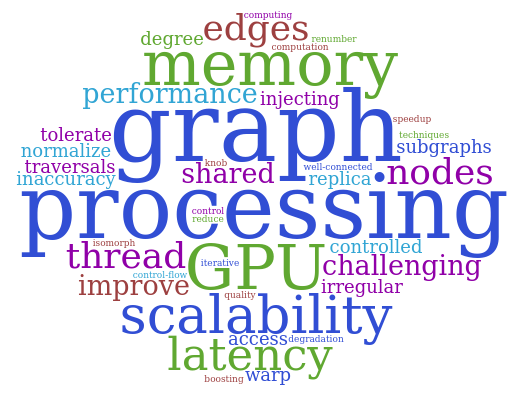 computing
edges
degree
renumber
computation
memory
performance
injecting
graph
speedup
tolerate
techniques
normalize
subgraphs
traversals
knob
well-connected
inaccuracy
shared
replica
nodes
processing
control
reduce
isomorph
controlled
thread
GPU
iterative
challenging
control-flow
improve
irregular
quality
scalability
access
degradation
latency
boosting
warp